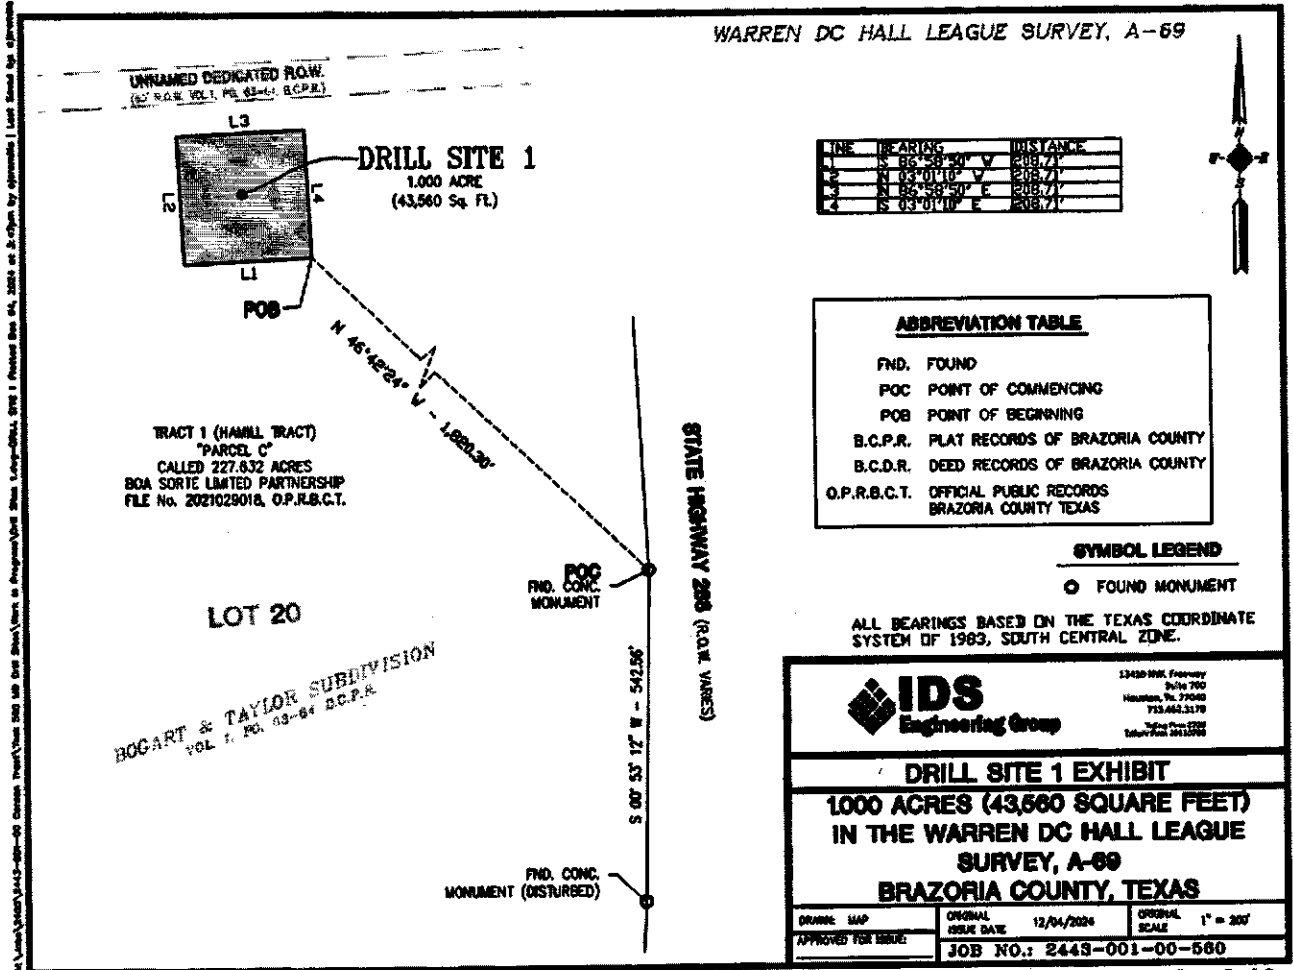 WARREN DC HALL LEAGUE SURVEY, A-69
UNNAMED DEDICATED R.O.W.
L3
DRILL SITE 1
1.000 ACRE
(43,560 Sq. Ft.)
L2
L4
L1
POB
LINE BEARING DISTANCE
L1 S 86°58'50" W 208.71'
L2 N 03°01'10" W 208.71'
L3 N 86°58'50" E 208.71'
L4 S 03°01'10" E 208.71'
N
S
ABBREVIATION TABLE
FND. FOUND
POC POINT OF COMMENCING
POB POINT OF BEGINNING
B.C.P.R. PLAT RECORDS OF BRAZORIA COUNTY
B.C.D.R. DEED RECORDS OF BRAZORIA COUNTY
O.P.R.B.C.T. OFFICIAL PUBLIC RECORDS
BRAZORIA COUNTY TEXAS
N 46°42'24" W - 1,820.30'
TRACT 1 (HAMILL TRACT)
"PARCEL C"
CALLED 227.632 ACRES
BOA SORTE LIMITED PARTNERSHIP
FILE No. 2021029018, O.P.R.B.C.T.
STATE HIGHWAY 288 (R.O.W. VARIES)
POC
FND. CONC.
MONUMENT
SYMBOL LEGEND
FOUND MONUMENT
ALL BEARINGS BASED ON THE TEXAS COORDINATE
SYSTEM OF 1983, SOUTH CENTRAL ZONE.
LOT 20
BOGART & TAYLOR SUBDIVISION
S 00° 53' 12" W - 542.56'
FND. CONC.
MONUMENT (DISTURBED)
IDS
Engineering Group
Suite 700
DRILL SITE 1 EXHIBIT
1.000 ACRES (43,560 SQUARE FEET)
IN THE WARREN DC HALL LEAGUE
SURVEY, A-69
BRAZORIA COUNTY, TEXAS
DRAWN: MAP
ORIGINAL ISSUE DATE 12/04/2024
ORIGINAL SCALE 1" = 200'
APPROVED FOR ISSUE:
JOB NO.: 2443-001-00-560